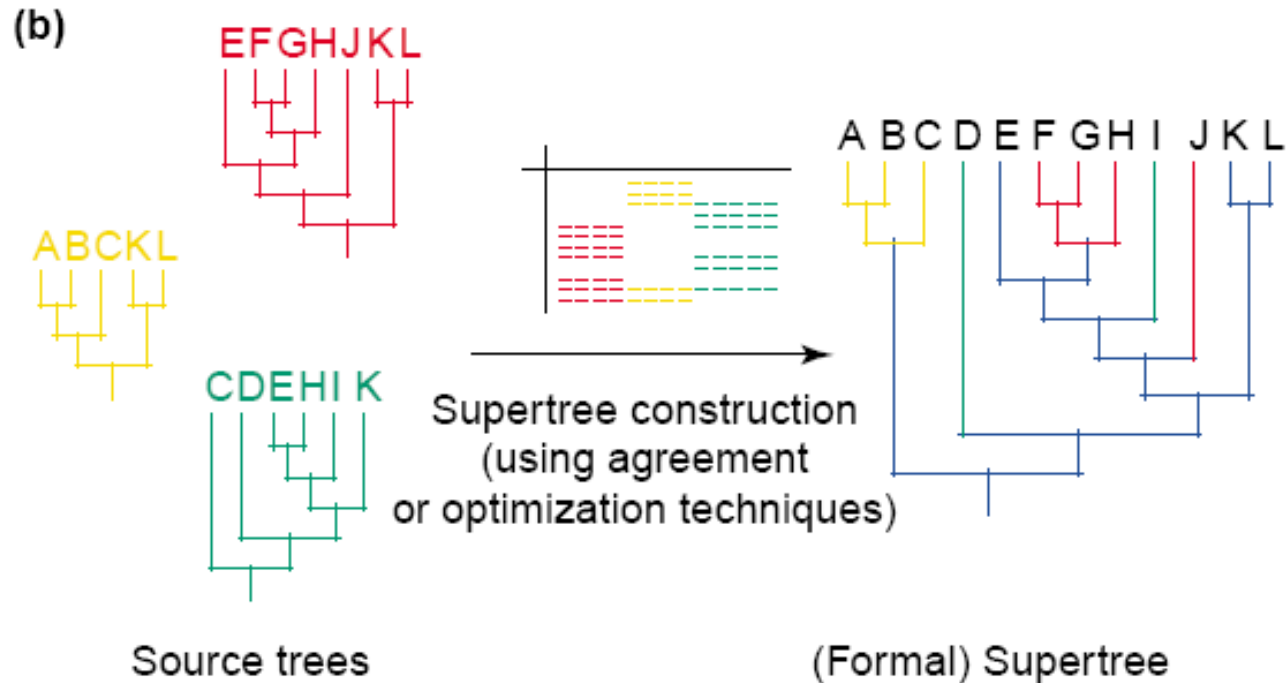 (b)
EFGHJKL
ABCKL
CDEHI K
A B C D E F G H I J K L
Supertree construction
(using agreement
or optimization techniques)
Source trees
(Formal) Supertree